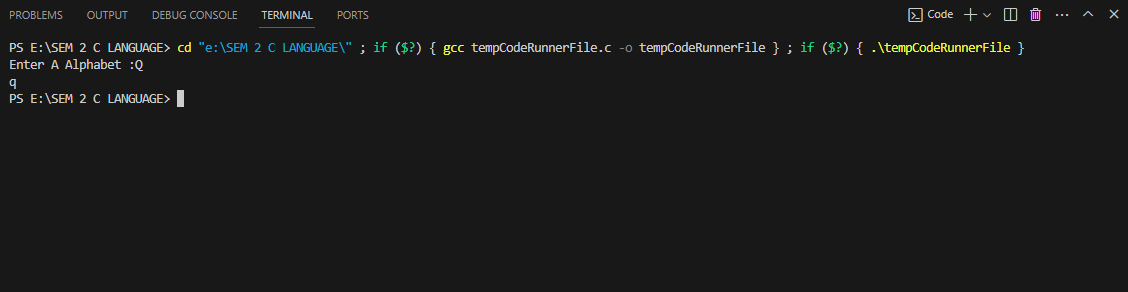 PROBLEMS OUTPUT DEBUG CONSOLE TERMINAL PORTS Code
PS E:\SEM 2 C LANGUAGE> cd "e:\SEM 2 C LANGUAGE\" ; if ($?) { gcc tempCodeRunnerFile.c -o tempCodeRunnerFile } ; if ($?) { .\tempCodeRunnerFile }
Enter A Alphabet :Q
q
PS E:\SEM 2 C LANGUAGE>